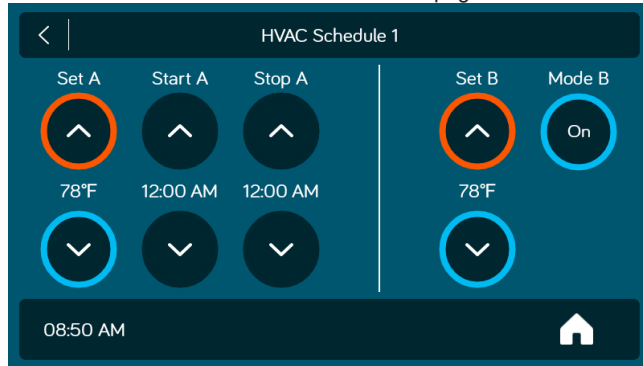 HVAC Schedule 1
Set A Start A Stop A Set B Mode B
On
78°F 12:00 AM 12:00 AM 78°F
08:50 AM